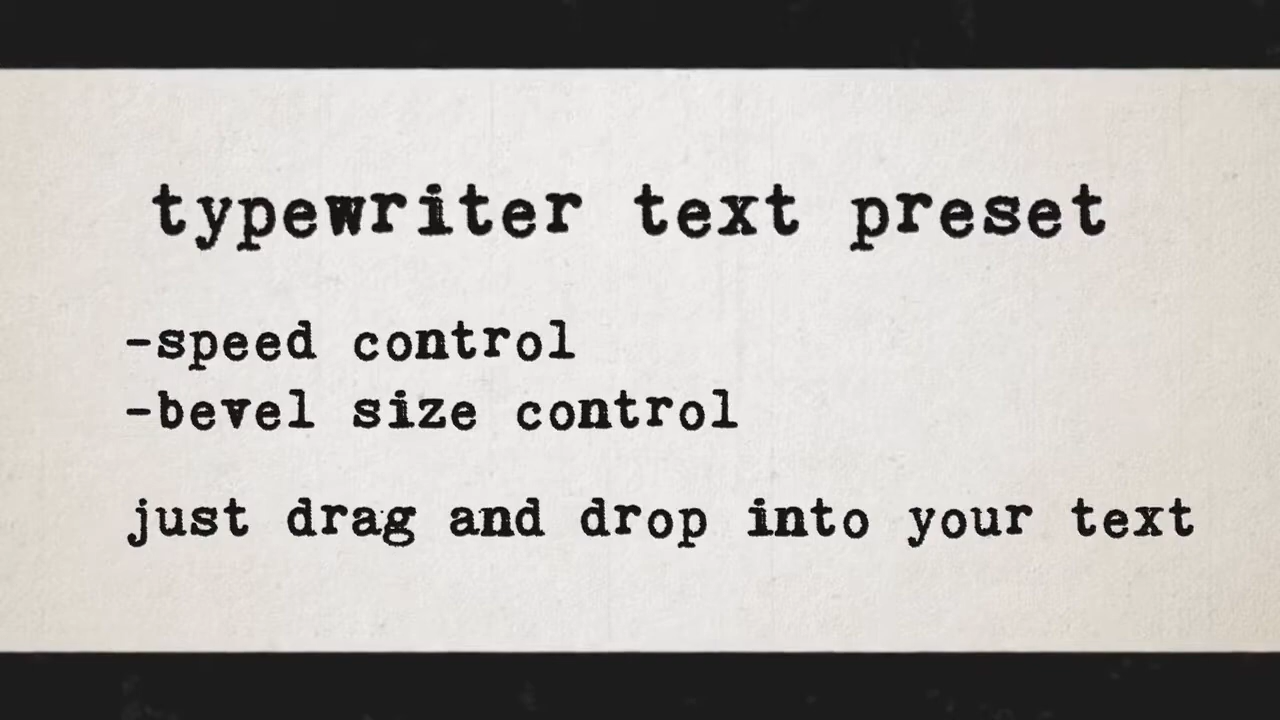 typewriter text preset
-speed control
-bevel size control
just drag and drop into your text